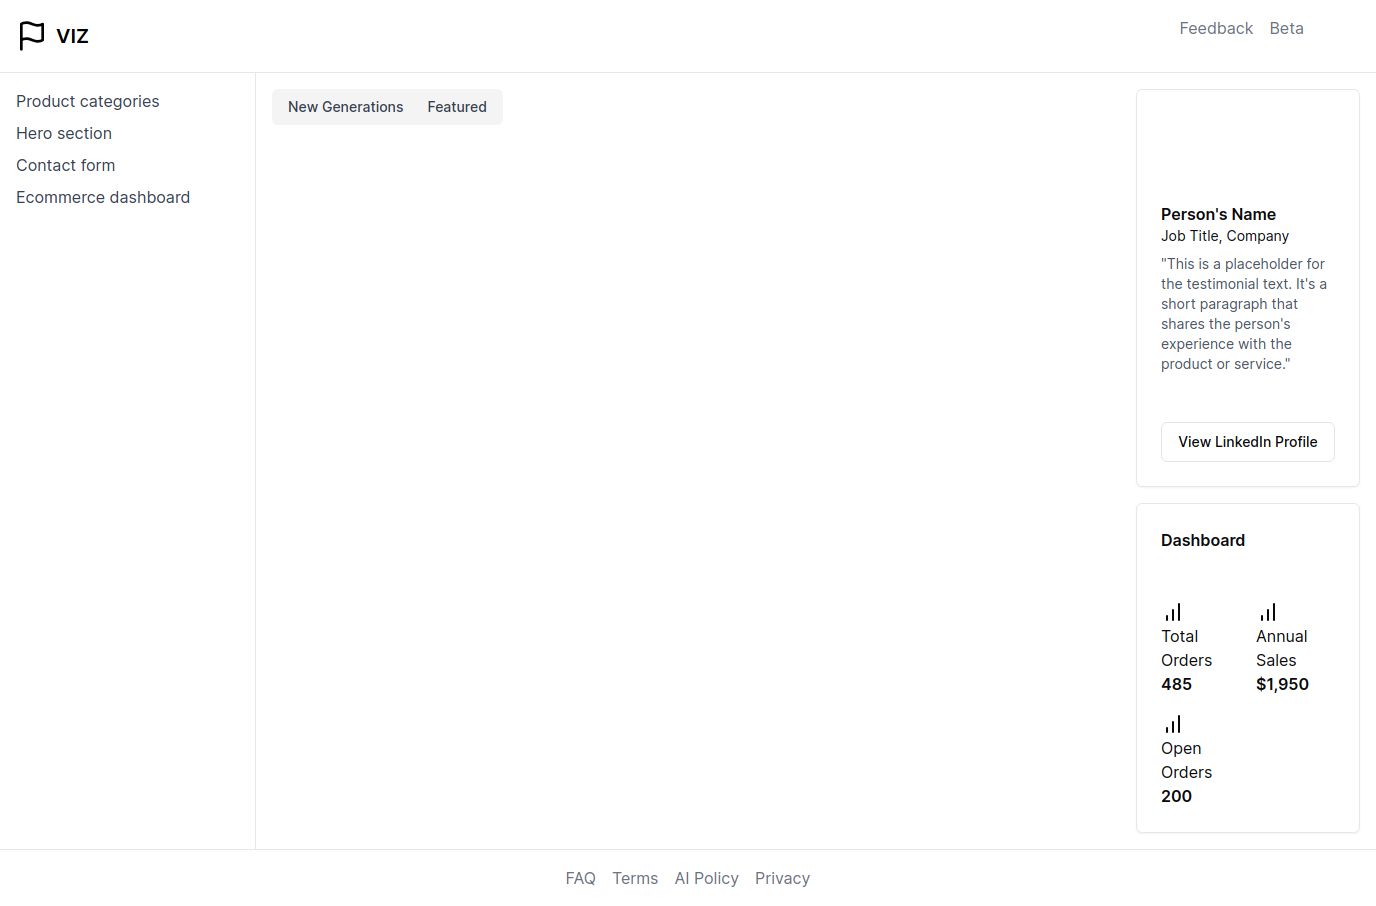 VIZ
Feedback Beta
Product categories
Hero section
Contact form
Ecommerce dashboard
New Generations Featured
Person's Name
Job Title, Company
"This is a placeholder for
the testimonial text. It's a
short paragraph that
shares the person's
experience with the
product or service."
View LinkedIn Profile
Dashboard
Total
Orders
485
Annual
Sales
$1,950
Open
Orders
200
FAQ Terms AI Policy Privacy